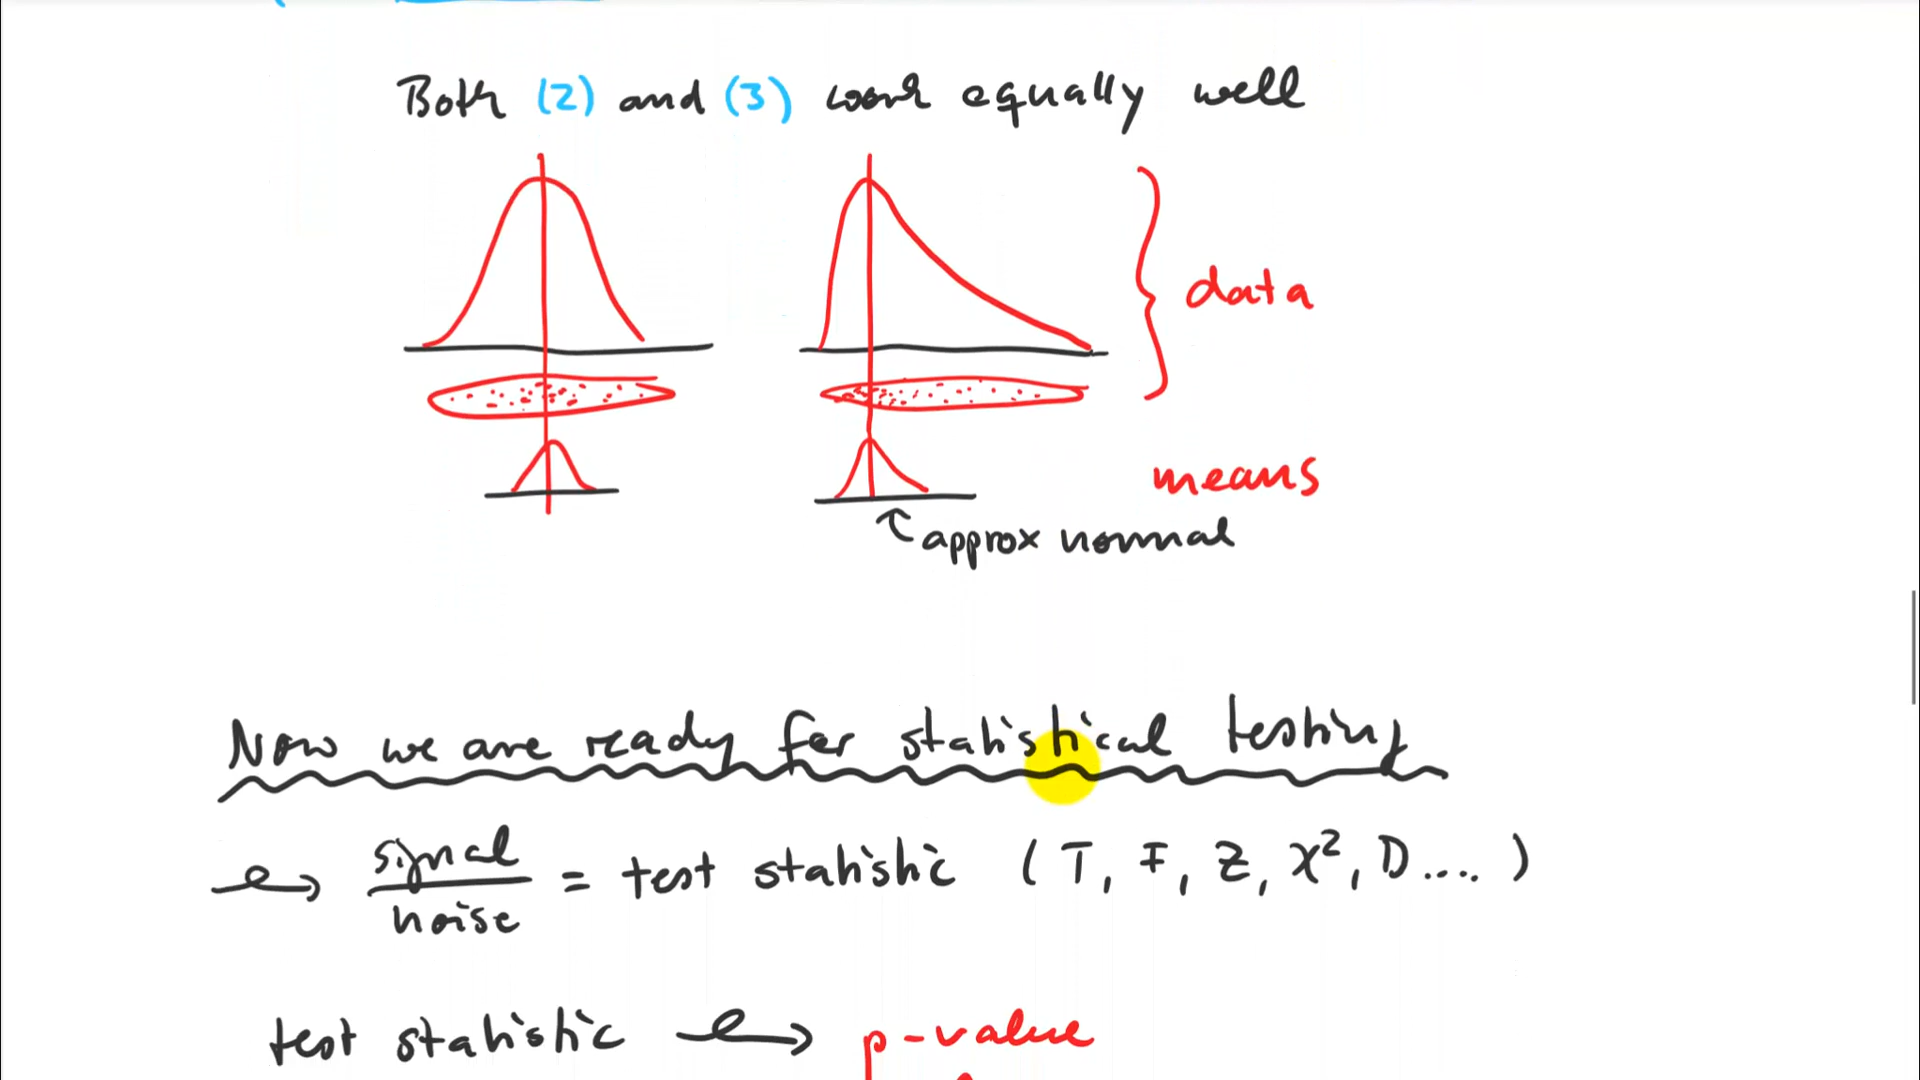 Both (2) and (3) work equally well
data
means
approx normal
Now we are ready for statistical testing
signal
noise
= test statistic ( T, F, Z, χ², D.... )
test statistic → p-value